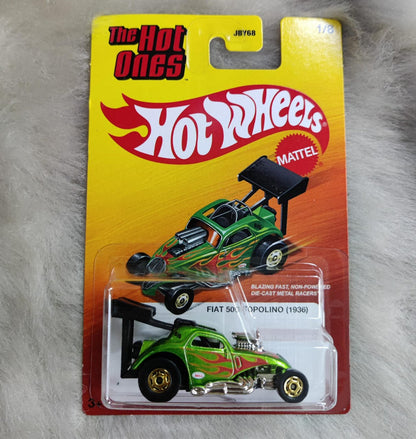 The Hot
Ones
JBY68
1/8
Hot Wheels®
MATTEL
BLAZING FAST, NON-POWERED
DIE-CAST METAL RACERS
FIAT 500 TOPOLINO (1936)